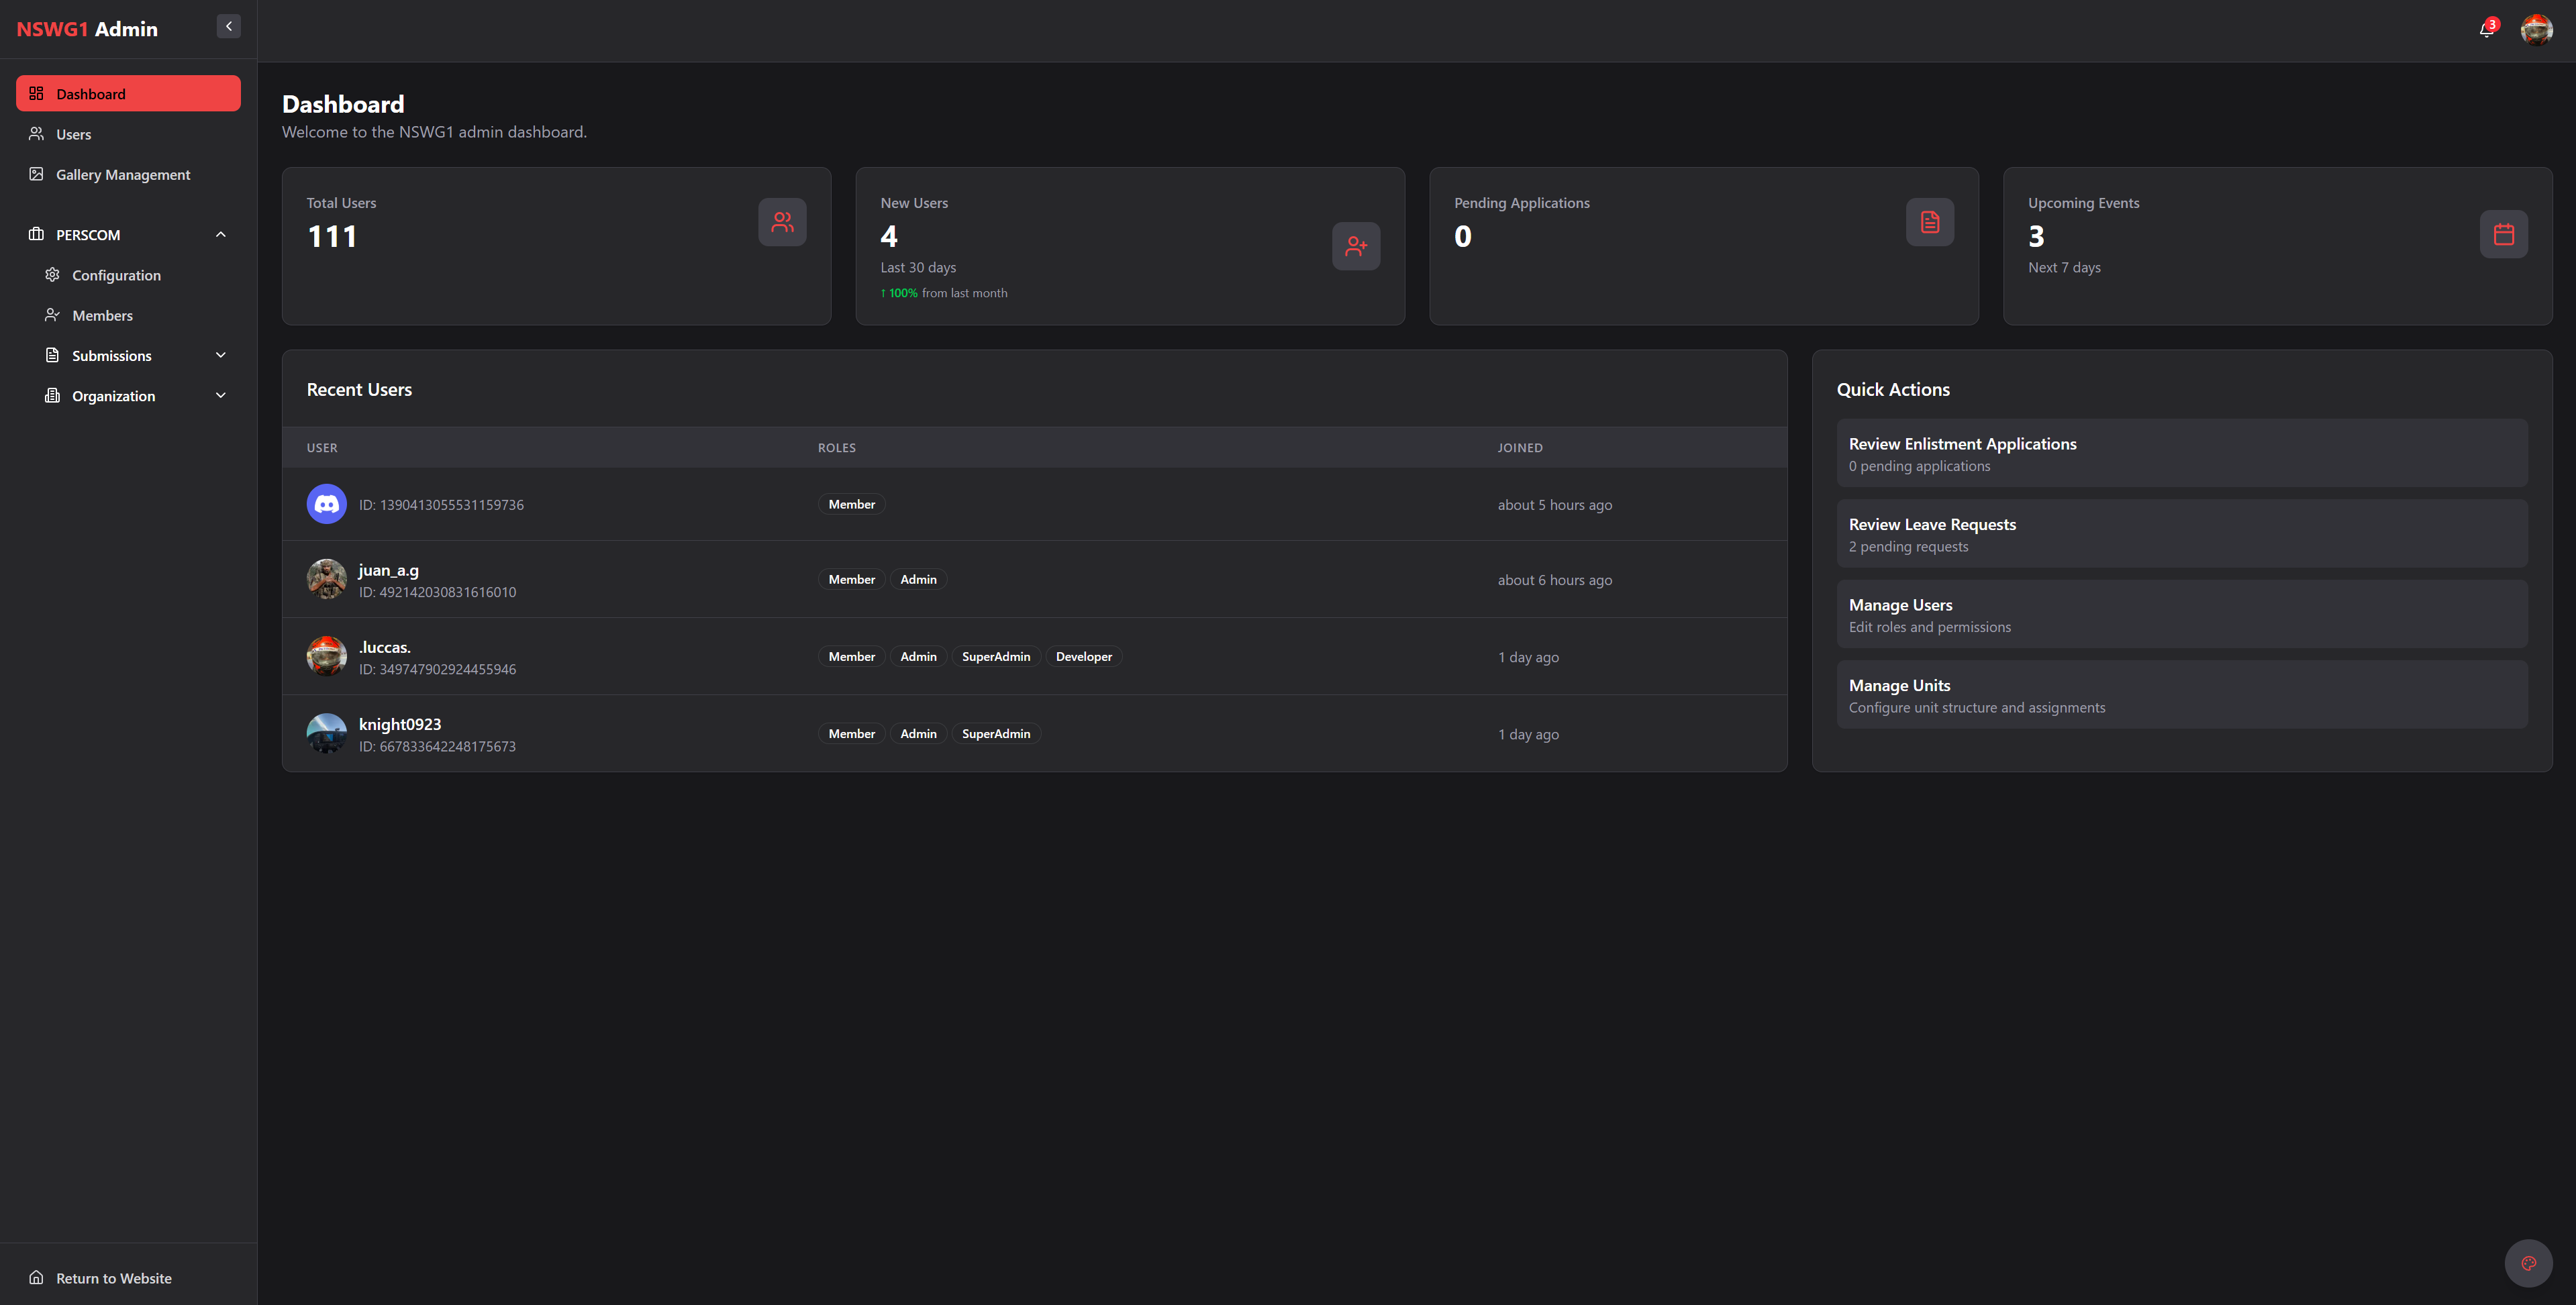 NSWG1 Admin
3
Dashboard
Users
Gallery Management
PERSCOM
Configuration
Members
Submissions
Organization
Return to Website
Dashboard
Welcome to the NSWG1 admin dashboard.
Total Users
111
New Users
4
Last 30 days
↑ 100% from last month
Pending Applications
0
Upcoming Events
3
Next 7 days
Recent Users
USER ROLES JOINED
ID: 1390413055531159736 Member about 5 hours ago
juan_a.g
ID: 492142030831616010 Member Admin about 6 hours ago
.luccas.
ID: 349747902924455946 Member Admin SuperAdmin Developer 1 day ago
knight0923
ID: 667833642248175673 Member Admin SuperAdmin 1 day ago
Quick Actions
Review Enlistment Applications
0 pending applications
Review Leave Requests
2 pending requests
Manage Users
Edit roles and permissions
Manage Units
Configure unit structure and assignments